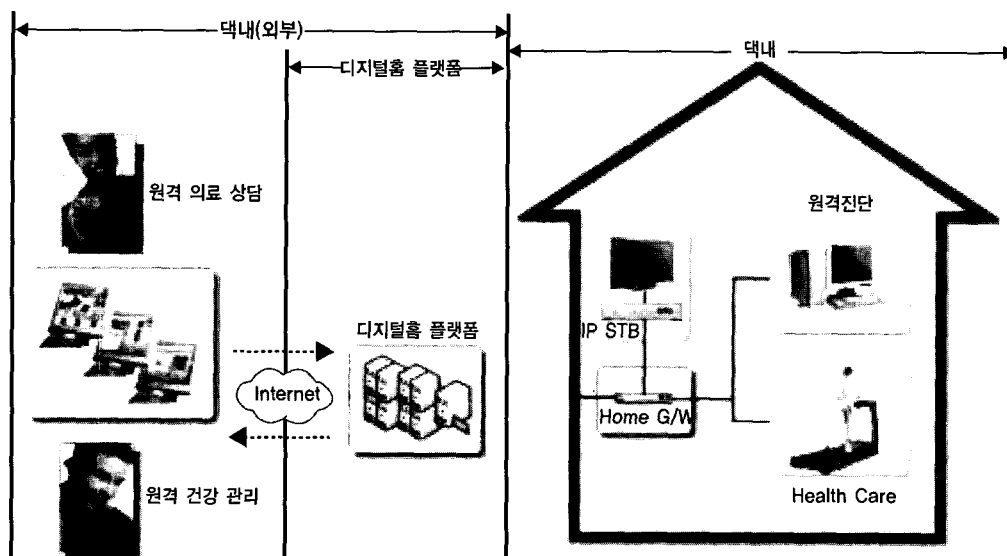 댁내(외부)
디지털홈 플랫폼
댁내
원격 의료 상담
원격진단
IP STB
디지털홈 플랫폼
Internet
Home G/W
원격 건강 관리
Health Care